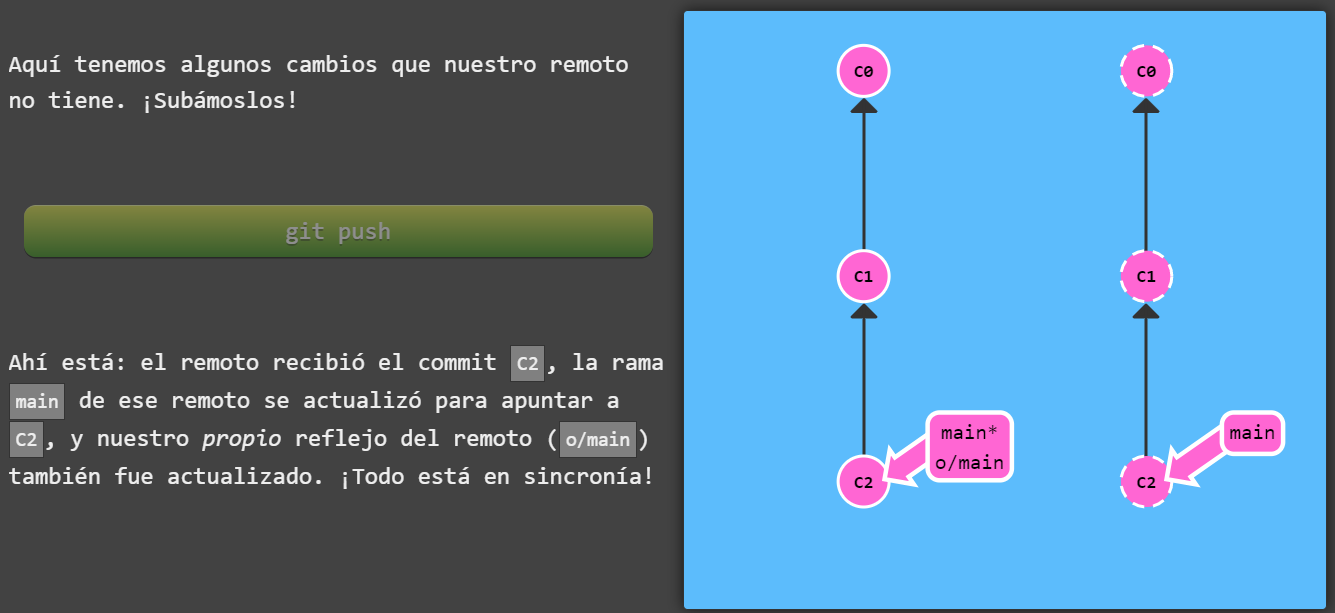 Aquí tenemos algunos cambios que nuestro remoto
no tiene. ¡Subámoslos!
git push
Ahí está: el remoto recibió el commit C2, la rama
main de ese remoto se actualizó para apuntar a
C2, y nuestro propio reflejo del remoto (o/main)
también fue actualizado. ¡Todo está en sincronía!
C0
C1
main*
o/main
C2
C0
C1
main
C2